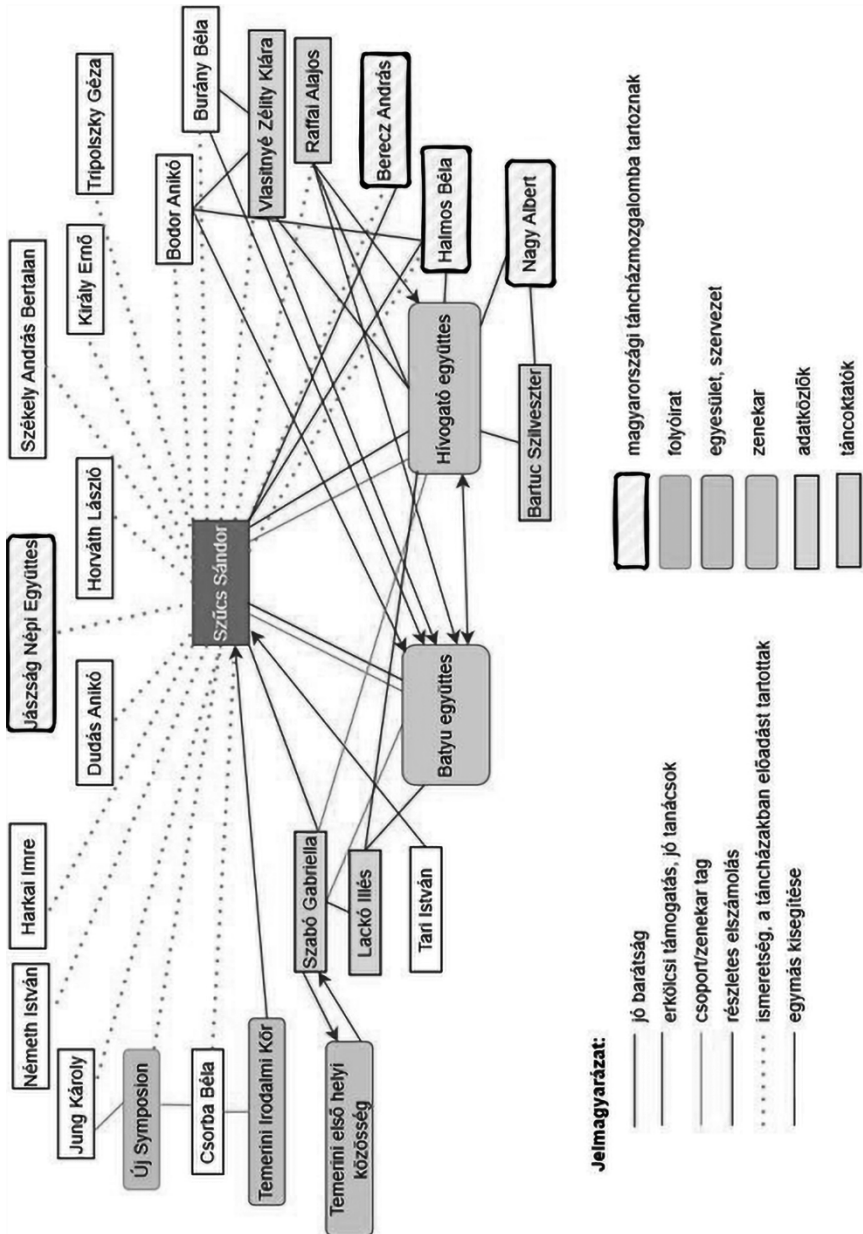 Jászság Népi Együttes
Székely András Bertalan
Harkai Imre
Németh István
Jung Károly
Új Symposion
Csorba Béla
Temerini Irodalmi Kör
Temerini első helyi
közösség
Dudás Anikó
Horváth László
Király Ernő
Tripolszky Géza
Bodor Anikó
Burány Béla
Vlasitnyé Zélity Klára
Raffai Alajos
Berecz András
Halmos Béla
Nagy Albert
Szűcs Sándor
Szabó Gabriella
Lackó Illés
Tari István
Batyu együttes
Hívogató együttes
Bartuc Szilveszter
Jelmagyarázat:
jó barátság
erkölcsi támogatás, jó tanácsok
csoport/zenekar tag
részletes elszámolás
ismeretség, a táncházakban előadást tartottak
egymás kisegítése
magyarországi táncházmozgalomba tartoznak
folyóirat
egyesület, szervezet
zenekar
adatközlők
táncoktatók